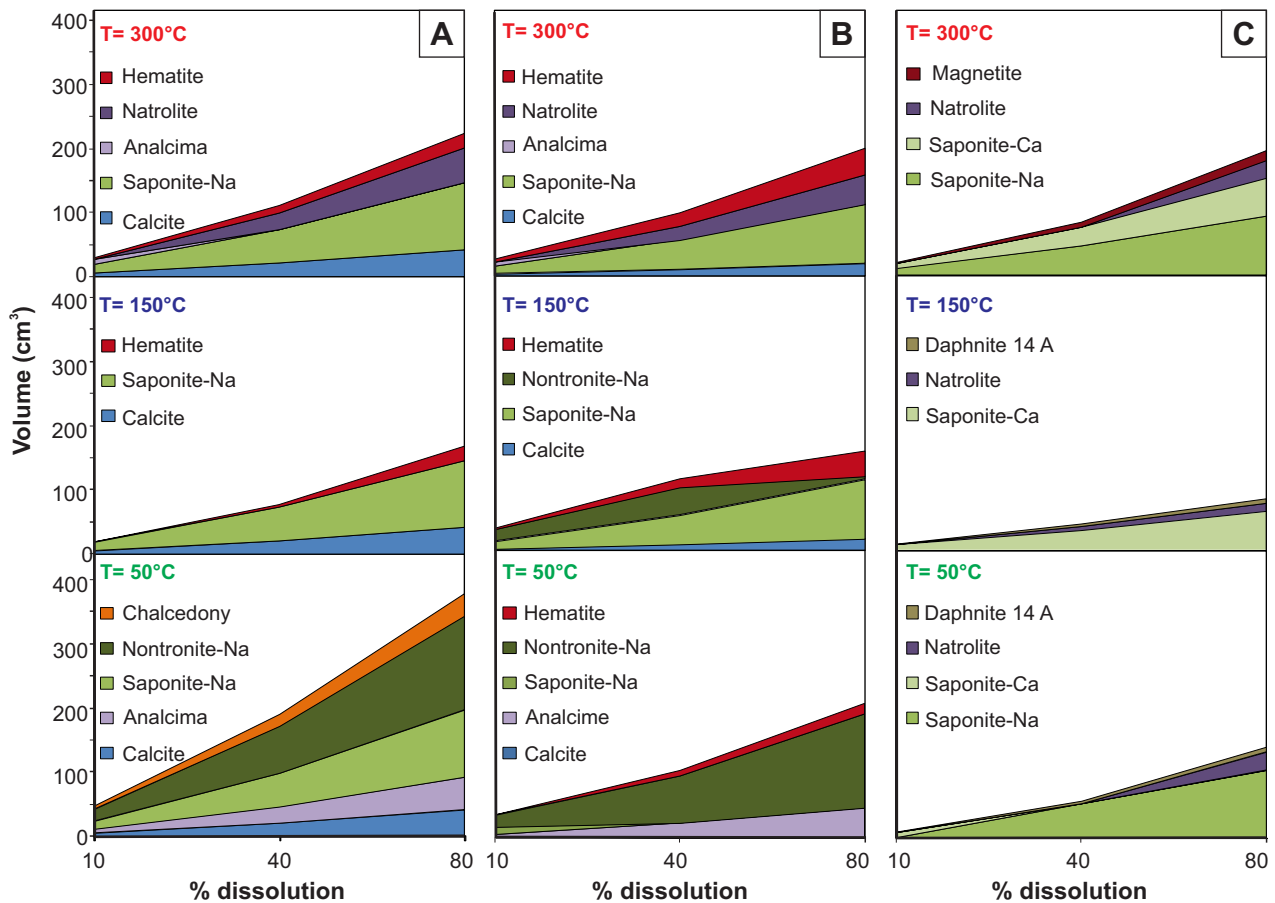 A
T= 300°C
Hematite
Natrolite
Analcima
Saponite-Na
Calcite
400
300
200
100
0
B
T= 300°C
Hematite
Natrolite
Analcima
Saponite-Na
Calcite
C
T= 300°C
Magnetite
Natrolite
Saponite-Ca
Saponite-Na
Volume (cm³)
T= 150°C
Hematite
Saponite-Na
Calcite
400
300
200
100
0
T= 150°C
Hematite
Nontronite-Na
Saponite-Na
Calcite
T= 150°C
Daphnite 14 A
Natrolite
Saponite-Ca
T= 50°C
Chalcedony
Nontronite-Na
Saponite-Na
Analcima
Calcite
400
300
200
100
0
T= 50°C
Hematite
Nontronite-Na
Saponite-Na
Analcime
Calcite
T= 50°C
Daphnite 14 A
Natrolite
Saponite-Ca
Saponite-Na
10 40 80
% dissolution
10 40 80
% dissolution
10 40 80
% dissolution